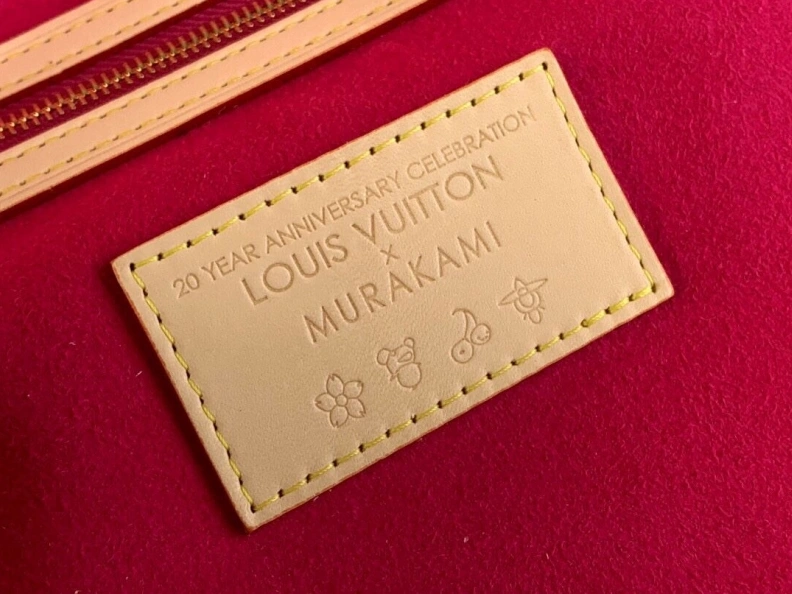 20 YEAR ANNIVERSARY CELEBRATION
LOUIS VUITTON
X
MURAKAMI